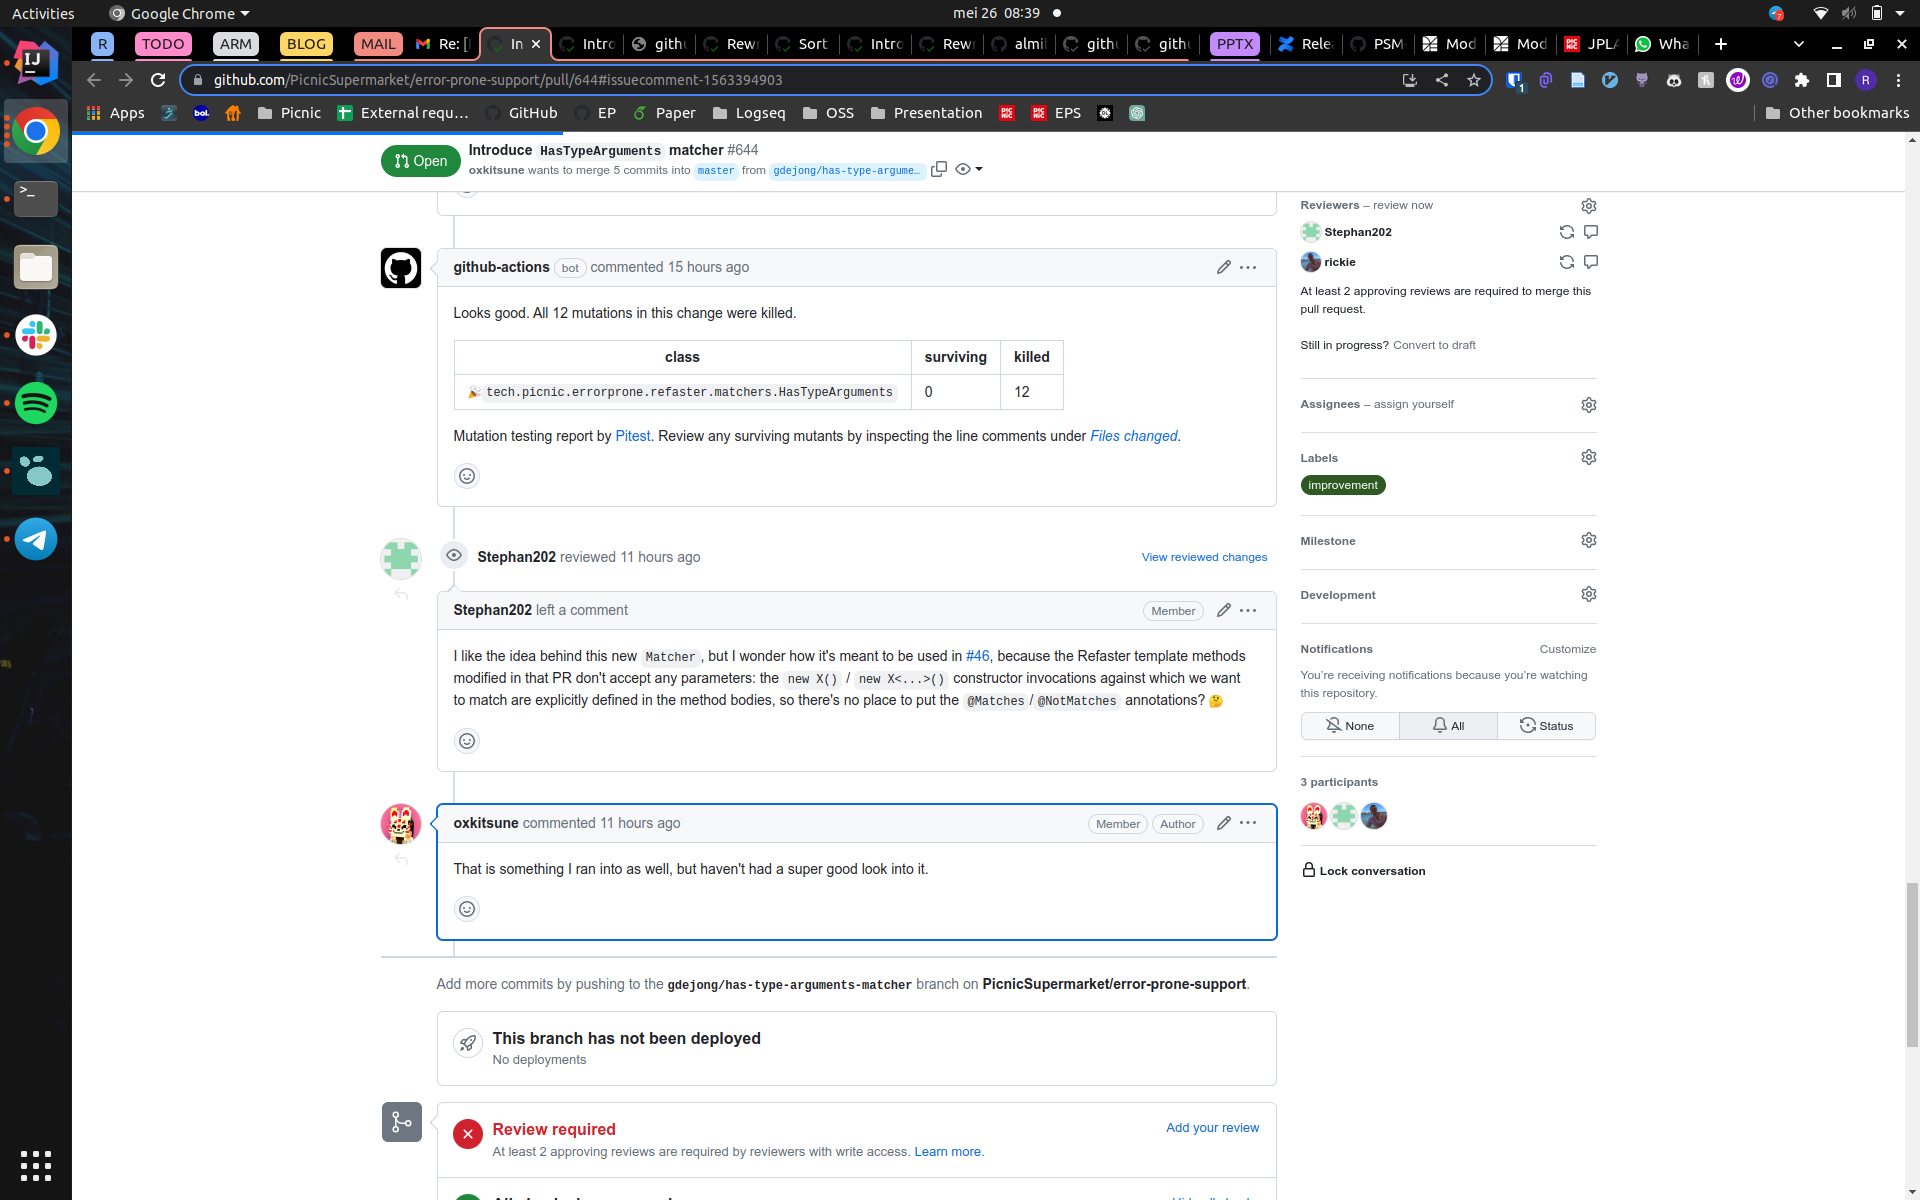 Activities
Google Chrome
mei 26 08:39
R
TODO
ARM
BLOG
MAIL
Re: [
In
Intro
githu
Rewr
Sort
Intro
Rew
almi
githu
githu
PPTX
Rele
PSM
Mod
Mod
JPLA
Wha
github.com/PicnicSupermarket/error-prone-support/pull/644#issuecomment-1563394903
1
R
Apps
bol.
Picnic
External requ...
GitHub
EP
Paper
Logseq
OSS
Presentation
EPS
Other bookmarks
Open
Introduce HasTypeArguments matcher #644
oxkitsune wants to merge 5 commits into master from gdejong/has-type-argume…
github-actions bot commented 15 hours ago
Looks good. All 12 mutations in this change were killed.
class surviving killed
tech.picnic.errorprone.refaster.matchers.HasTypeArguments 0 12
Mutation testing report by Pitest. Review any surviving mutants by inspecting the line comments under Files changed.
Stephan202 reviewed 11 hours ago
View reviewed changes
Stephan202 left a comment
Member
I like the idea behind this new Matcher, but I wonder how it's meant to be used in #46, because the Refaster template methods
modified in that PR don't accept any parameters: the new X() / new X<...>() constructor invocations against which we want
to match are explicitly defined in the method bodies, so there's no place to put the @Matches/@NotMatches annotations? 🤔
oxkitsune commented 11 hours ago
Member
Author
That is something I ran into as well, but haven't had a super good look into it.
Add more commits by pushing to the gdejong/has-type-arguments-matcher branch on PicnicSupermarket/error-prone-support.
This branch has not been deployed
No deployments
Review required
Add your review
At least 2 approving reviews are required by reviewers with write access. Learn more.
Reviewers – review now
Stephan202
rickie
At least 2 approving reviews are required to merge this
pull request.
Still in progress? Convert to draft
Assignees – assign yourself
Labels
improvement
Milestone
Development
Notifications
Customize
You're receiving notifications because you're watching
this repository.
None
All
Status
3 participants
Lock conversation